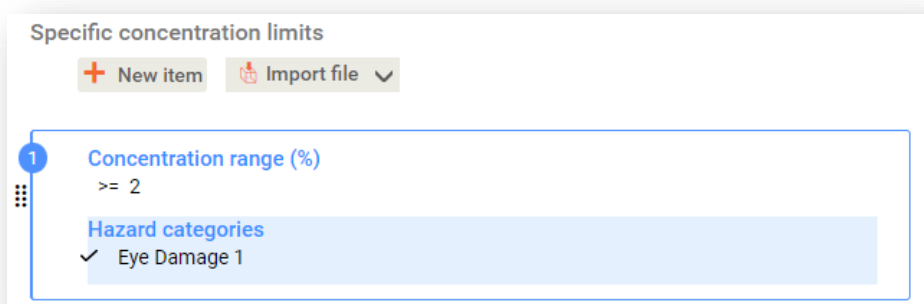 Specific concentration limits
New item
Import file
1
Concentration range (%)
>= 2
Hazard categories
Eye Damage 1